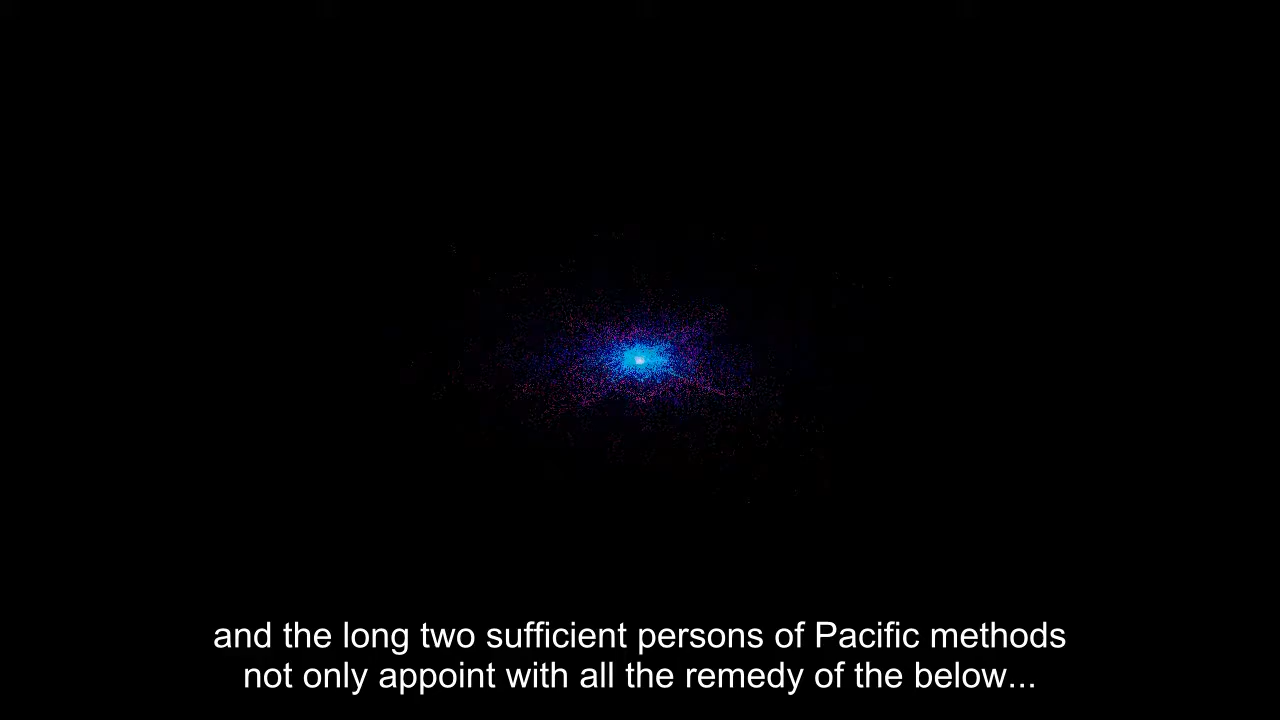 and the long two sufficient persons of Pacific methods
not only appoint with all the remedy of the below...